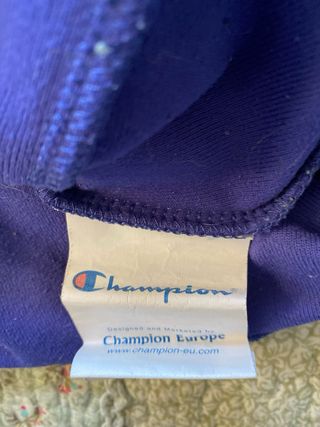 Champion
Designed and Marketed by
Champion Europe
www.champion-eu.com